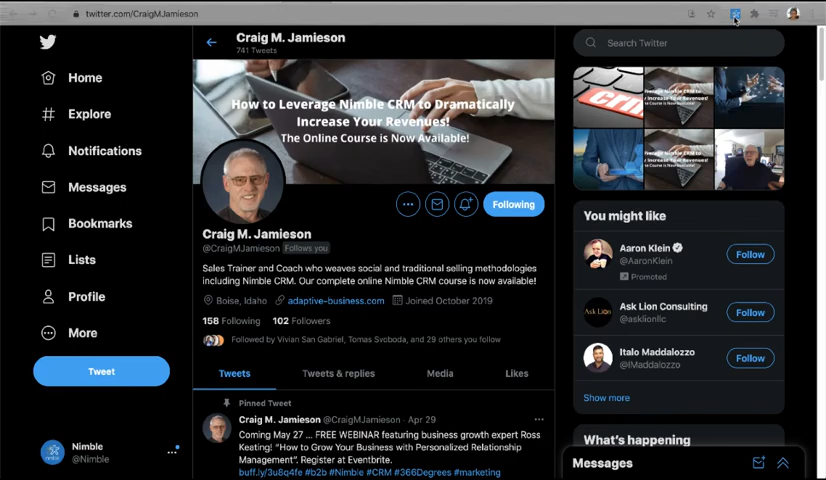 twitter.com/CraigMJamieson
Craig M. Jamieson
741 Tweets
Search Twitter
Home
Explore
Notifications
Messages
Bookmarks
Lists
Profile
More
Tweet
Nimble
@Nimble
How to Leverage Nimble CRM to Dramatically
Increase Your Revenues!
The Online Course is Now Available!
Following
Craig M. Jamieson
@CraigMJamieson Follows you
Sales Trainer and Coach who weaves social and traditional selling methodologies
including Nimble CRM. Our complete online Nimble CRM course is now available!
Boise, Idaho adaptive-business.com Joined October 2019
158 Following 102 Followers
Followed by Vivian San Gabriel, Tomas Svoboda, and 29 others you follow
Tweets Tweets & replies Media Likes
Pinned Tweet
Craig M. Jamieson @CraigMJamieson · Apr 29
Coming May 27 ... FREE WEBINAR featuring business growth expert Ross
Keating! "How to Grow Your Business with Personalized Relationship
Management". Register at Eventbrite.
buff.ly/3u8q4fe #b2b #Nimble #CRM #366Degrees #marketing
You might like
Aaron Klein
@AaronKlein
Promoted
Follow
Ask Lion Consulting
@asklionllc
Follow
Italo Maddalozzo
@IMaddalozzo
Follow
Show more
What's happening
Messages